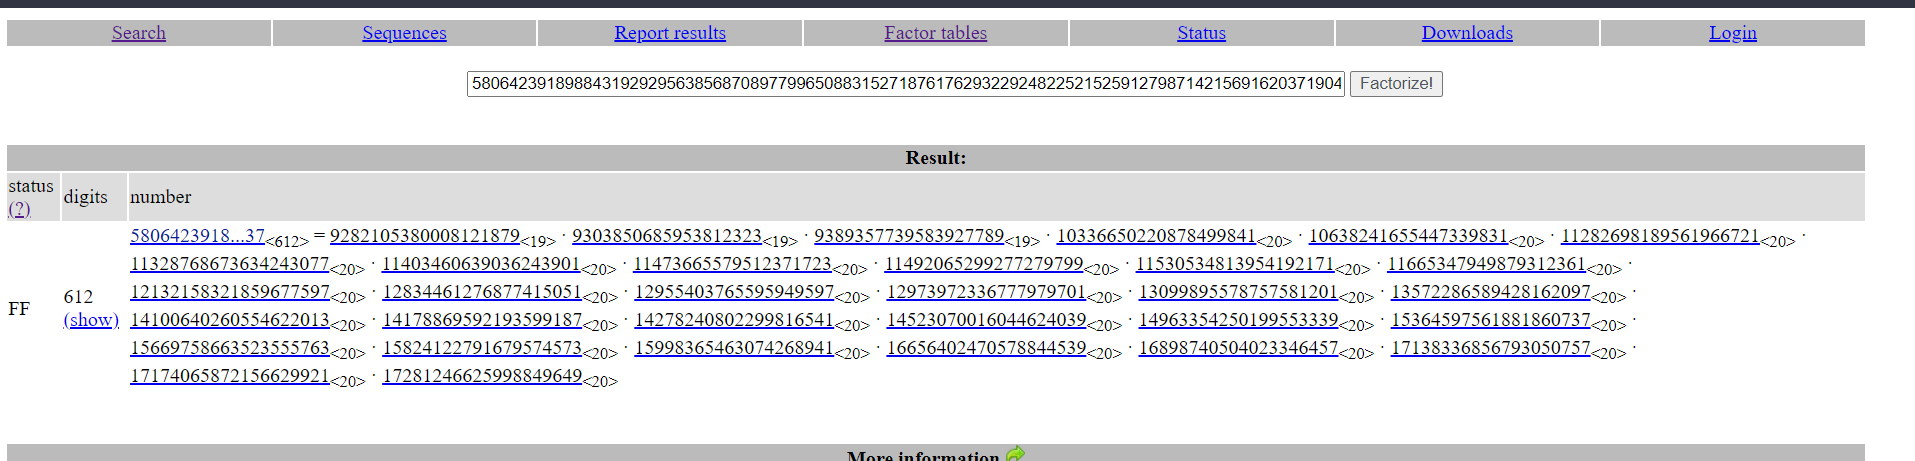 Search Sequences Report results Factor tables Status Downloads Login
5806423918988431929295638568708977996508831527187617629322924822521525912798714215691620371904 Factorize!
Result:
status (?) digits number
FF 612 (show)
5806423918...37<612> = 9282105380008121879<19> · 9303850685953812323<19> · 9389357739583927789<19> · 10336650220878499841<20> · 10638241655447339831<20> · 11282698189561966721<20> ·
11328768673634243077<20> · 11403460639036243901<20> · 11473665579512371723<20> · 11492065299277279799<20> · 11530534813954192171<20> · 11665347949879312361<20> ·
12132158321859677597<20> · 12834461276877415051<20> · 12955403765595949597<20> · 12973972336777979701<20> · 13099895578757581201<20> · 13572286589428162097<20> ·
14100640260554622013<20> · 14178869592193599187<20> · 14278240802299816541<20> · 14523070016044624039<20> · 14963354250199553339<20> · 15364597561881860737<20> ·
15669758663523555763<20> · 15824122791679574573<20> · 15998365463074268941<20> · 16656402470578844539<20> · 16898740504023346457<20> · 17138336856793050757<20> ·
17174065872156629921<20> · 17281246625998849649<20>
More information